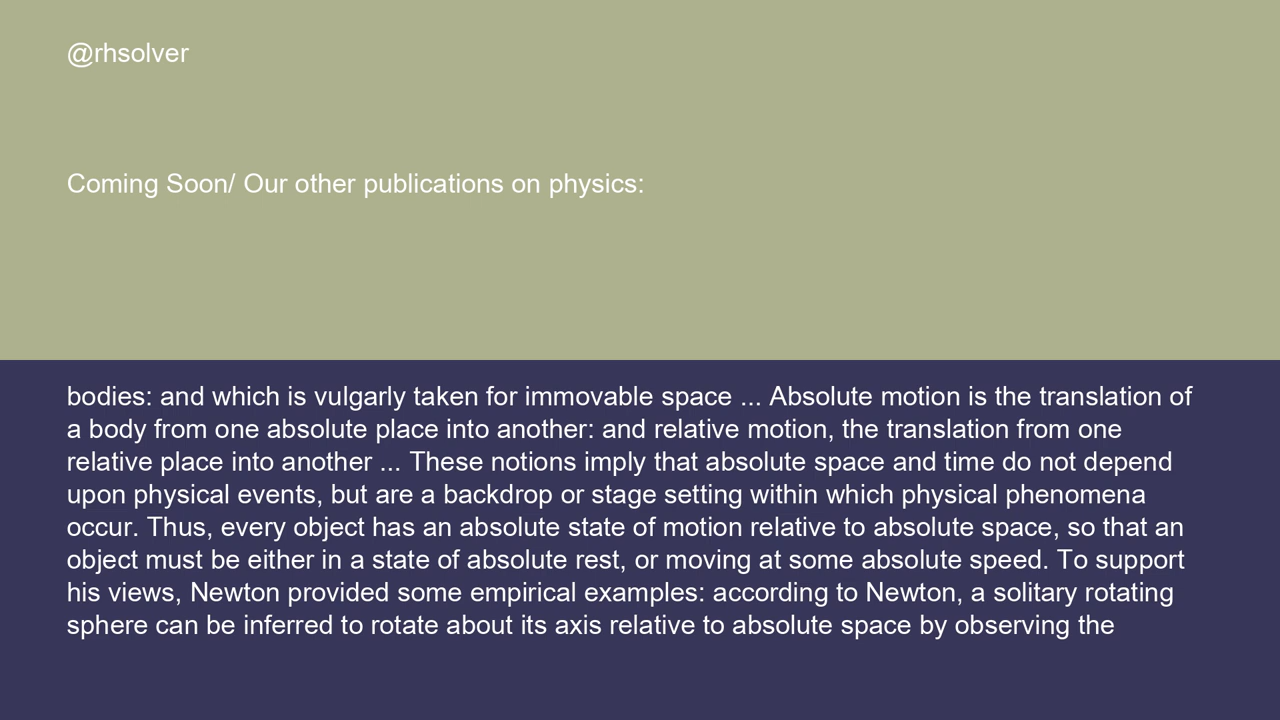 @rhsolver
Coming Soon/ Our other publications on physics:
bodies: and which is vulgarly taken for immovable space ... Absolute motion is the translation of
a body from one absolute place into another: and relative motion, the translation from one
relative place into another ... These notions imply that absolute space and time do not depend
upon physical events, but are a backdrop or stage setting within which physical phenomena
occur. Thus, every object has an absolute state of motion relative to absolute space, so that an
object must be either in a state of absolute rest, or moving at some absolute speed. To support
his views, Newton provided some empirical examples: according to Newton, a solitary rotating
sphere can be inferred to rotate about its axis relative to absolute space by observing the